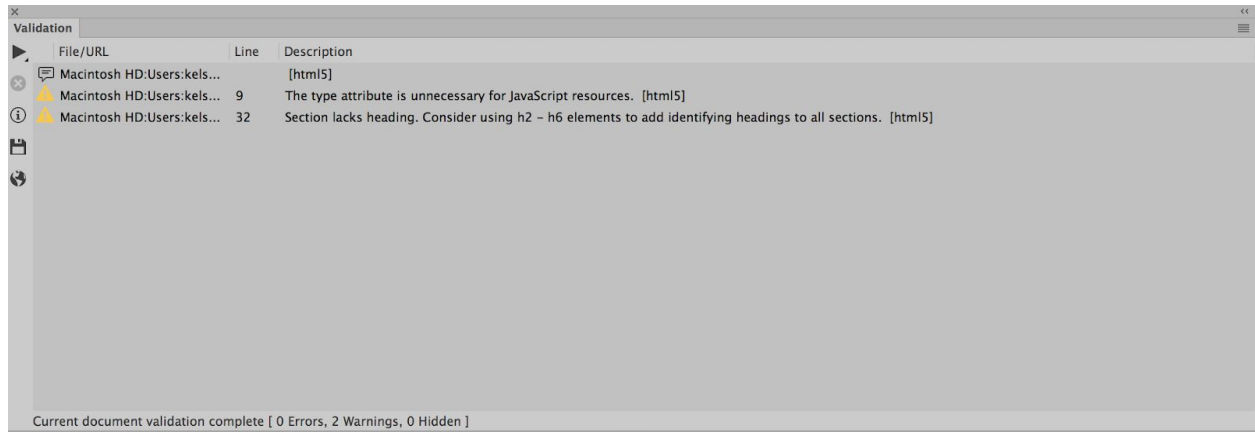 Validation
File/URL Line Description
Macintosh HD:Users:kels... [html5]
Macintosh HD:Users:kels... 9 The type attribute is unnecessary for JavaScript resources. [html5]
Macintosh HD:Users:kels... 32 Section lacks heading. Consider using h2 – h6 elements to add identifying headings to all sections. [html5]
Current document validation complete [ 0 Errors, 2 Warnings, 0 Hidden ]